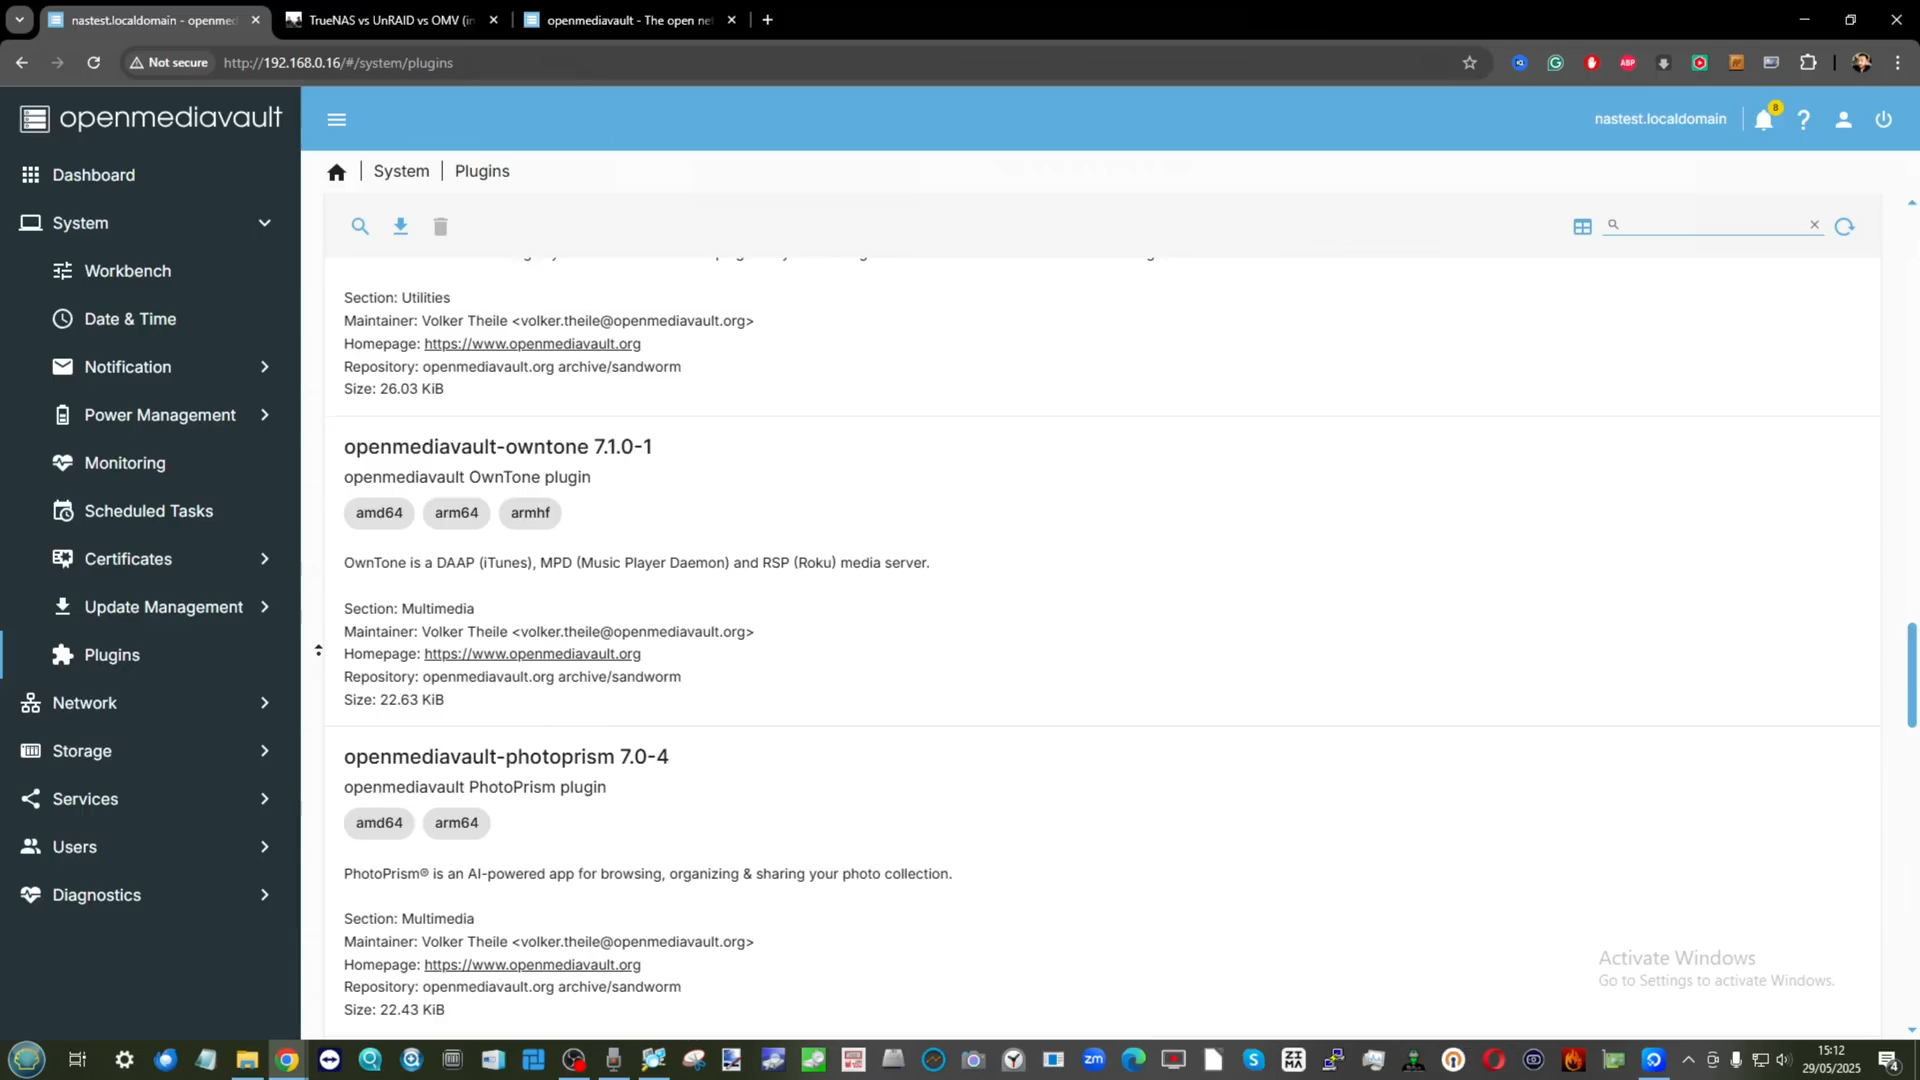 nastest.localdomain - openmed
TrueNAS vs UnRAID vs OMV (in
openmediavault - The open ne
Not secure
http://192.168.0.16/#/system/plugins
ABP
openmediavault
nastest.localdomain
8
Dashboard
System
Workbench
Date & Time
Notification
Power Management
Monitoring
Scheduled Tasks
Certificates
Update Management
Plugins
Network
Storage
Services
Users
Diagnostics
System
Plugins
Section: Utilities
Maintainer: Volker Theile <volker.theile@openmediavault.org>
Homepage: https://www.openmediavault.org
Repository: openmediavault.org archive/sandworm
Size: 26.03 KiB
openmediavault-owntone 7.1.0-1
openmediavault OwnTone plugin
amd64 arm64 armhf
OwnTone is a DAAP (iTunes), MPD (Music Player Daemon) and RSP (Roku) media server.
Section: Multimedia
Maintainer: Volker Theile <volker.theile@openmediavault.org>
Homepage: https://www.openmediavault.org
Repository: openmediavault.org archive/sandworm
Size: 22.63 KiB
openmediavault-photoprism 7.0-4
openmediavault PhotoPrism plugin
amd64 arm64
PhotoPrism® is an AI-powered app for browsing, organizing & sharing your photo collection.
Section: Multimedia
Maintainer: Volker Theile <volker.theile@openmediavault.org>
Homepage: https://www.openmediavault.org
Repository: openmediavault.org archive/sandworm
Size: 22.43 KiB
Activate Windows
Go to Settings to activate Windows.
zm
ZI
MA
15:12
29/05/2025
4